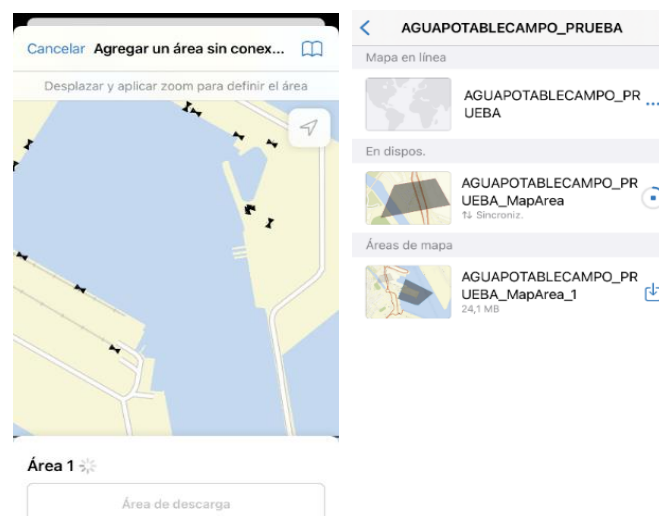 Cancelar Agregar un área sin conex...
Desplazar y aplicar zoom para definir el área
Área 1
Área de descarga
AGUAPOTABLECAMPO_PRUEBA
Mapa en línea
AGUAPOTABLECAMPO_PR
UEBA
En dispos.
AGUAPOTABLECAMPO_PR
UEBA_MapArea
Sincroniz.
Áreas de mapa
AGUAPOTABLECAMPO_PR
UEBA_MapArea_1
24,1 MB